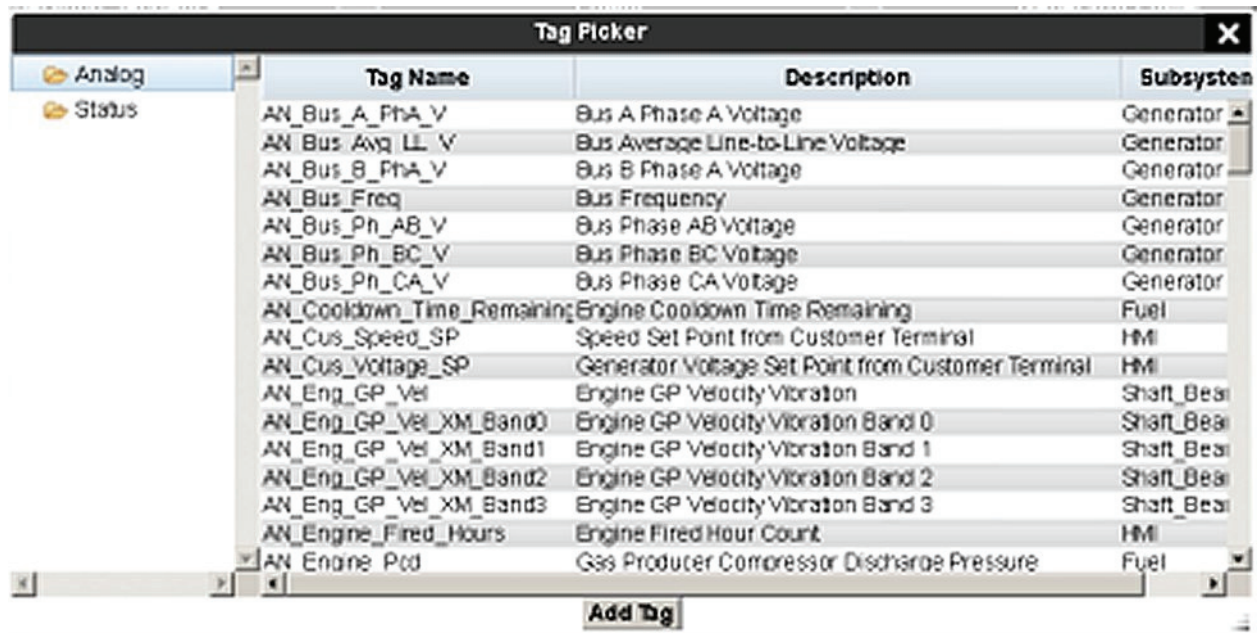 Tag Picker
Analog
Status
Tag Name Description Subsystem
AN_Bus_A_PhA_V Bus A Phase A Voltage Generator
AN_Bus_Avg_LL_V Bus Average Line-to-Line Voltage Generator
AN_Bus_B_PhA_V Bus B Phase A Voltage Generator
AN_Bus_Freq Bus Frequency Generator
AN_Bus_Ph_AB_V Bus Phase AB Voltage Generator
AN_Bus_Ph_BC_V Bus Phase BC Voltage Generator
AN_Bus_Ph_CA_V Bus Phase CA Voltage Generator
AN_Cooldown_Time_Remaining Engine Cooldown Time Remaining Fuel
AN_Cus_Speed_SP Speed Set Point from Customer Terminal HMI
AN_Cus_Voltage_SP Generator Voltage Set Point from Customer Terminal HMI
AN_Eng_GP_Vel Engine GP Velocity Vibration Shaft_Bear
AN_Eng_GP_Vel_XM_Band0 Engine GP Velocity Vibration Band 0 Shaft_Bear
AN_Eng_GP_Vel_XM_Band1 Engine GP Velocity Vibration Band 1 Shaft_Bear
AN_Eng_GP_Vel_XM_Band2 Engine GP Velocity Vibration Band 2 Shaft_Bear
AN_Eng_GP_Vel_XM_Band3 Engine GP Velocity Vibration Band 3 Shaft_Bear
AN_Engine_Fired_Hours Engine Fired Hour Count HMI
AN_Engine_Pcd Gas Producer Compressor Discharge Pressure Fuel
Add Tag